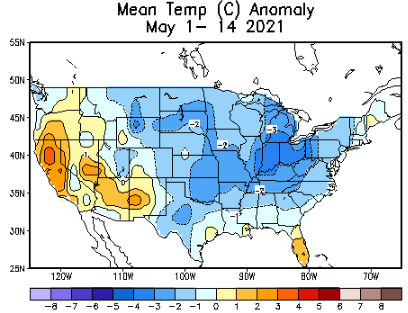 Mean Temp (C) Anomaly
May 1- 14 2021
55N
50N
45N
40N
35N
30N
25N
-2
-3
-2
-2
-1
120W 110W 100W 90W 80W 70W
-8 -7 -6 -5 -4 -3 -2 -1 0 1 2 3 4 5 6 7 8